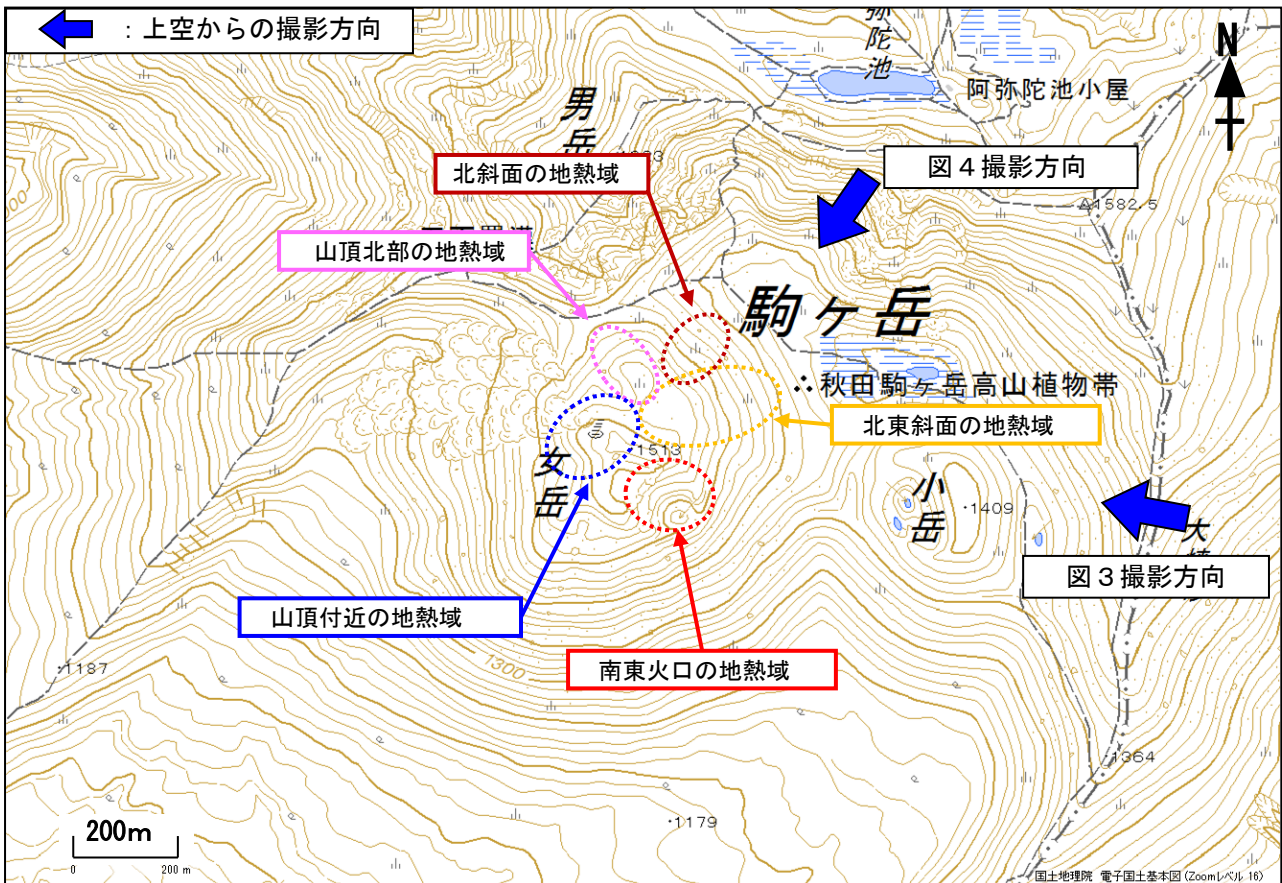 ：上空からの撮影方向
弥陀池
阿弥陀池小屋
N
男岳
図４撮影方向
北斜面の地熱域
1582.5
山頂北部の地熱域
駒ヶ岳
秋田駒ヶ岳高山植物帯
北東斜面の地熱域
1513
女岳
小岳
1409
大
図３撮影方向
山頂付近の地熱域
南東火口の地熱域
1187
1300
1364
1179
200m
0
200 m
国土地理院 電子国土基本図(Zoomレベル 16)